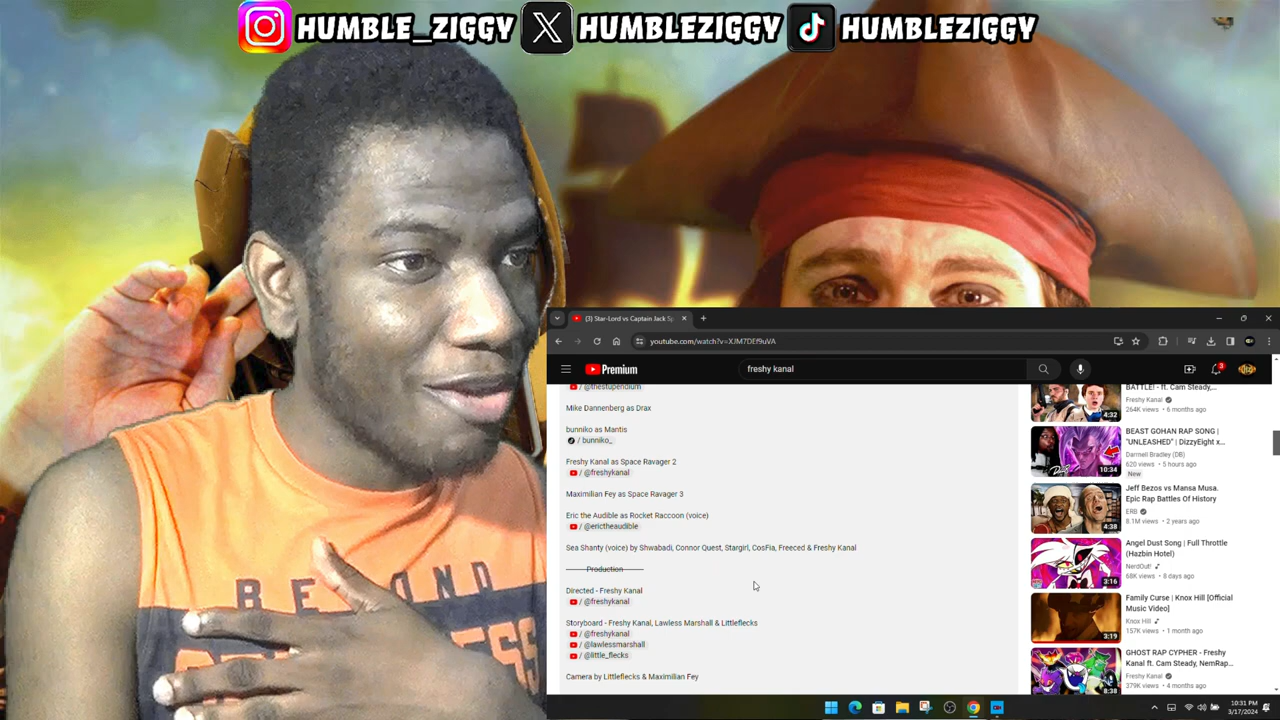 HUMBLE_ZIGGY
HUMBLEZIGGY
HUMBLEZIGGY
BEYOND
(3) Star-Lord vs Captain Jack Sp
youtube.com/watch?v=XJM7DEf9uVA
Premium
freshy kanal
3
/ @thestupendium
Mike Dannenberg as Drax
bunniko as Mantis
/ bunniko_
Freshy Kanal as Space Ravager 2
/ @freshykanal
Maximilian Fey as Space Ravager 3
Eric the Audible as Rocket Raccoon (voice)
/ @erictheaudible
Sea Shanty (voice) by Shwabadi, Connor Quest, Stargirl, CosFla, Freeced & Freshy Kanal
Production
Directed - Freshy Kanal
/ @freshykanal
Storyboard - Freshy Kanal, Lawless Marshall & Littleflecks
/ @freshykanal
/ @lawlessmarshall
/ @little_flecks
Camera by Littleflecks & Maximilian Fey
BATTLE! - ft. Cam Steady,...
Freshy Kanal
264K views • 6 months ago
4:32
BEAST GOHAN RAP SONG |
"UNLEASHED" | DizzyEight x...
Darrnell Bradley (DB)
620 views • 5 hours ago
New
10:34
Jeff Bezos vs Mansa Musa.
Epic Rap Battles Of History
ERB
8.1M views • 2 years ago
4:38
Angel Dust Song | Full Throttle
(Hazbin Hotel)
NerdOut!
68K views • 8 days ago
3:16
Family Curse | Knox Hill [Official
Music Video]
Knox Hill
157K views • 1 month ago
3:19
GHOST RAP CYPHER - Freshy
Kanal ft. Cam Steady, NemRap...
Freshy Kanal
379K views • 4 months ago
8:38
10:31 PM
3/17/2024